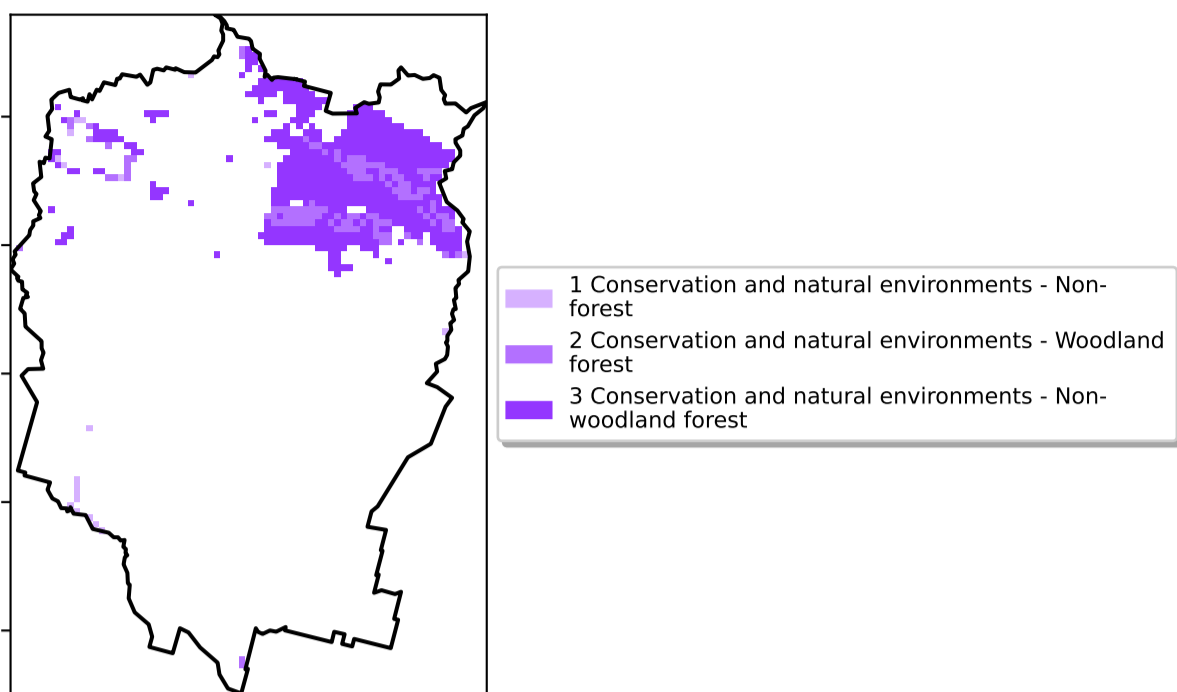 1 Conservation and natural environments - Non-
forest
2 Conservation and natural environments - Woodland
forest
3 Conservation and natural environments - Non-
woodland forest